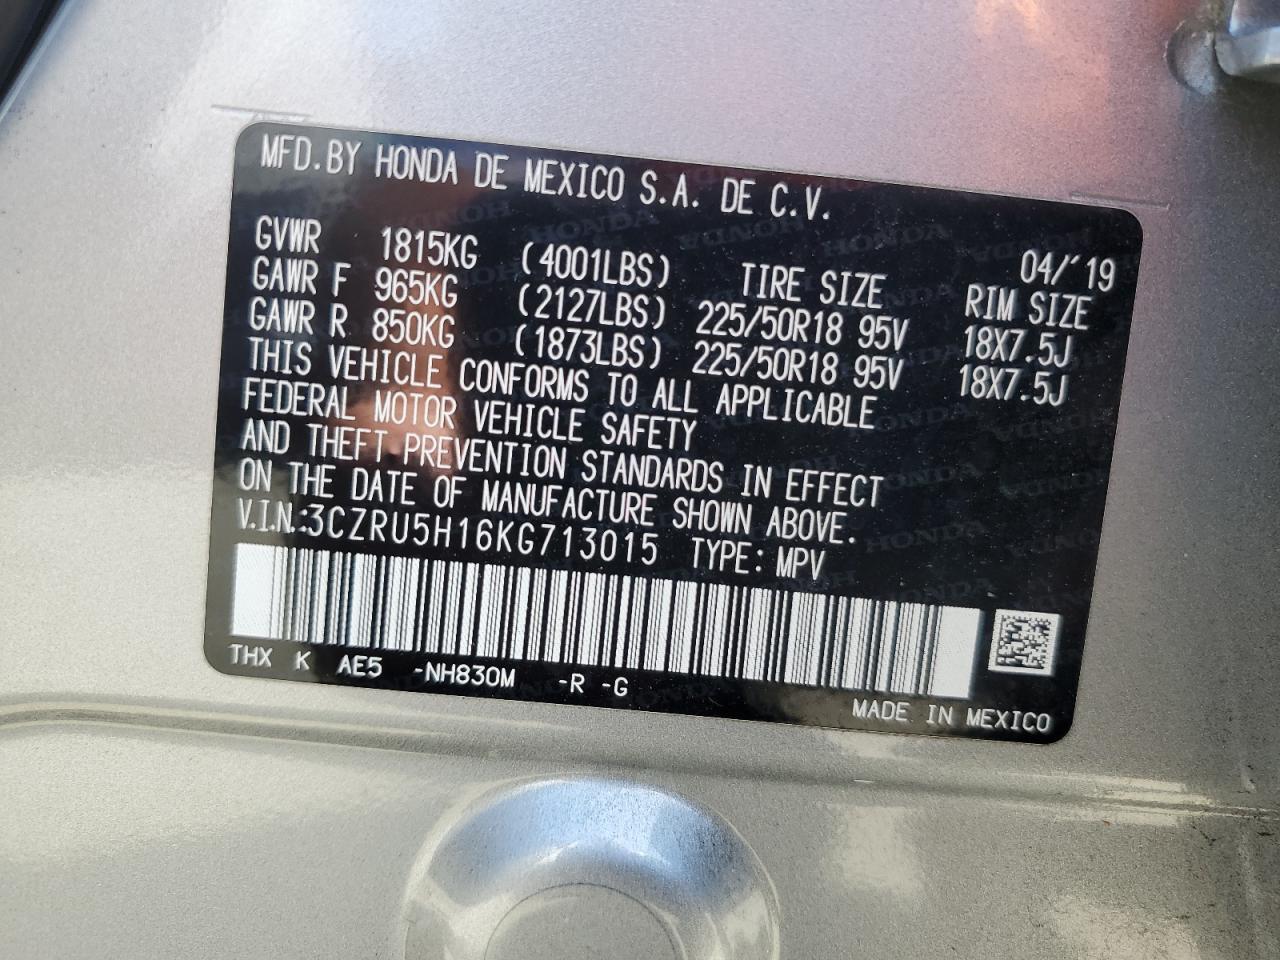 MFD.BY HONDA DE MEXICO S.A. DE C.V.
04/'19
GVWR 1815KG (4001LBS) TIRE SIZE RIM SIZE
GAWR F 965KG (2127LBS) 225/50R18 95V 18X7.5J
GAWR R 850KG (1873LBS) 225/50R18 95V 18X7.5J
THIS VEHICLE CONFORMS TO ALL APPLICABLE
FEDERAL MOTOR VEHICLE SAFETY
AND THEFT PREVENTION STANDARDS IN EFFECT
ON THE DATE OF MANUFACTURE SHOWN ABOVE.
V.I.N.:3CZRU5H16KG713015 TYPE: MPV
THX K AE5 -NH830M -R -G
MADE IN MEXICO